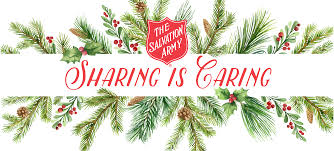 THE
SALVATION
ARMY
SHARING IS CARING